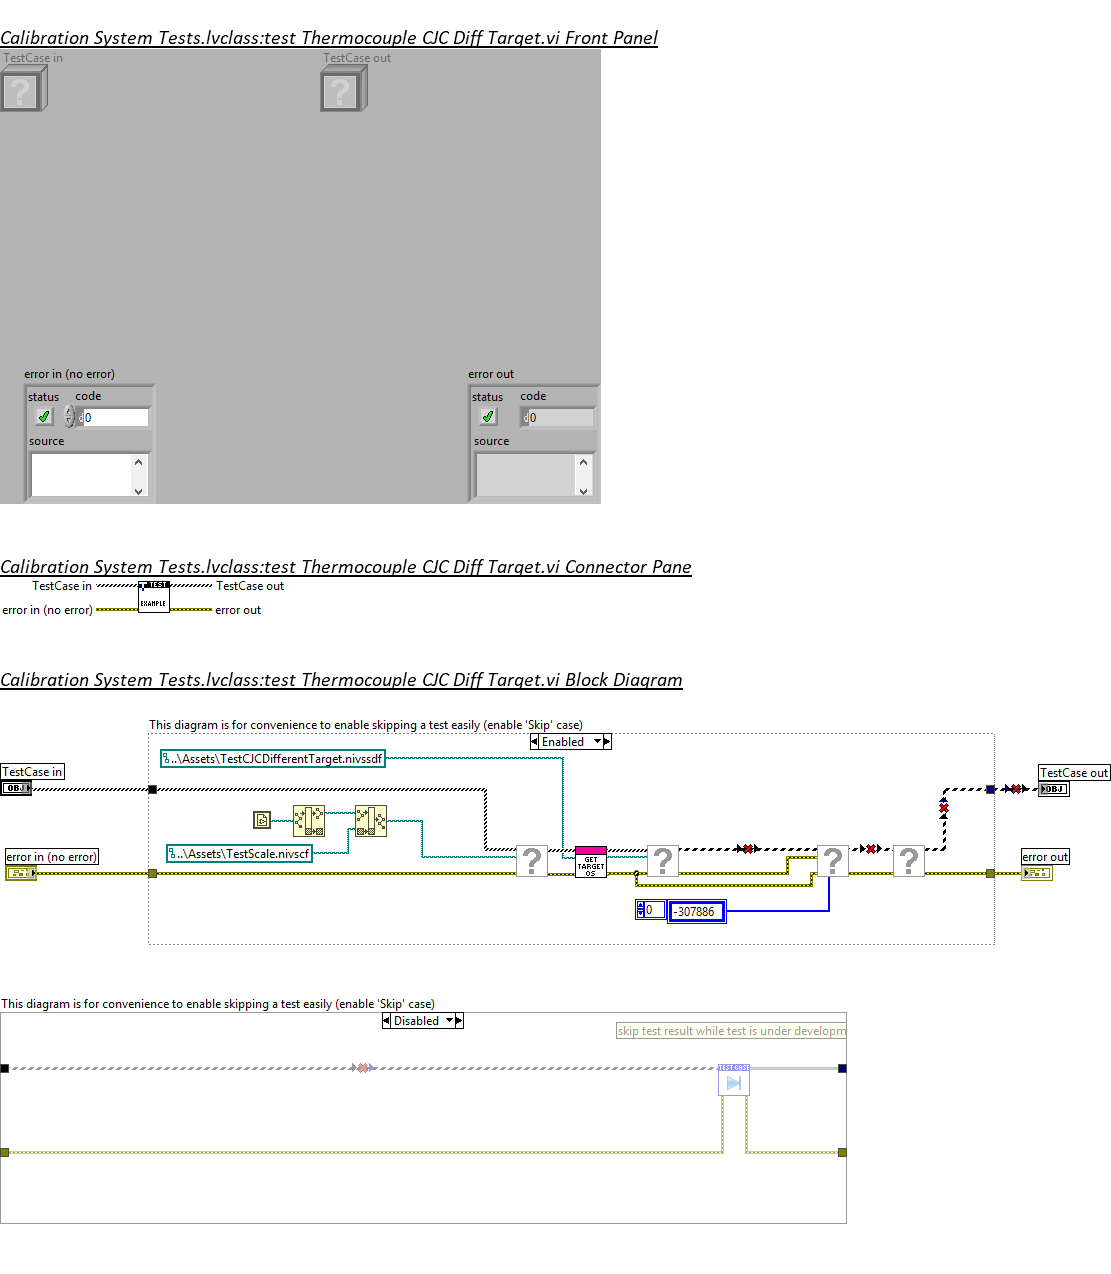 Calibration System Tests.lvclass:test Thermocouple CJC Diff Target.vi Front Panel
TestCase in
TestCase out
?
?
error in (no error)
error out
status code
status code
d0
d0
source
source
Calibration System Tests.lvclass:test Thermocouple CJC Diff Target.vi Connector Pane
TestCase in TEST TestCase out
error in (no error) EXAMPLE error out
Calibration System Tests.lvclass:test Thermocouple CJC Diff Target.vi Block Diagram
This diagram is for convenience to enable skipping a test easily (enable 'Skip' case)
Enabled
..\Assets\TestCJCDifferentTarget.nivssdf
TestCase in
OBJ
TestCase out
OBJ
..\Assets\TestScale.nivscf
error in (no error)
error out
?
GET
TARGET
OS
?
?
?
0
-307886
This diagram is for convenience to enable skipping a test easily (enable 'Skip' case)
Disabled
skip test result while test is under developm
TEST CASE